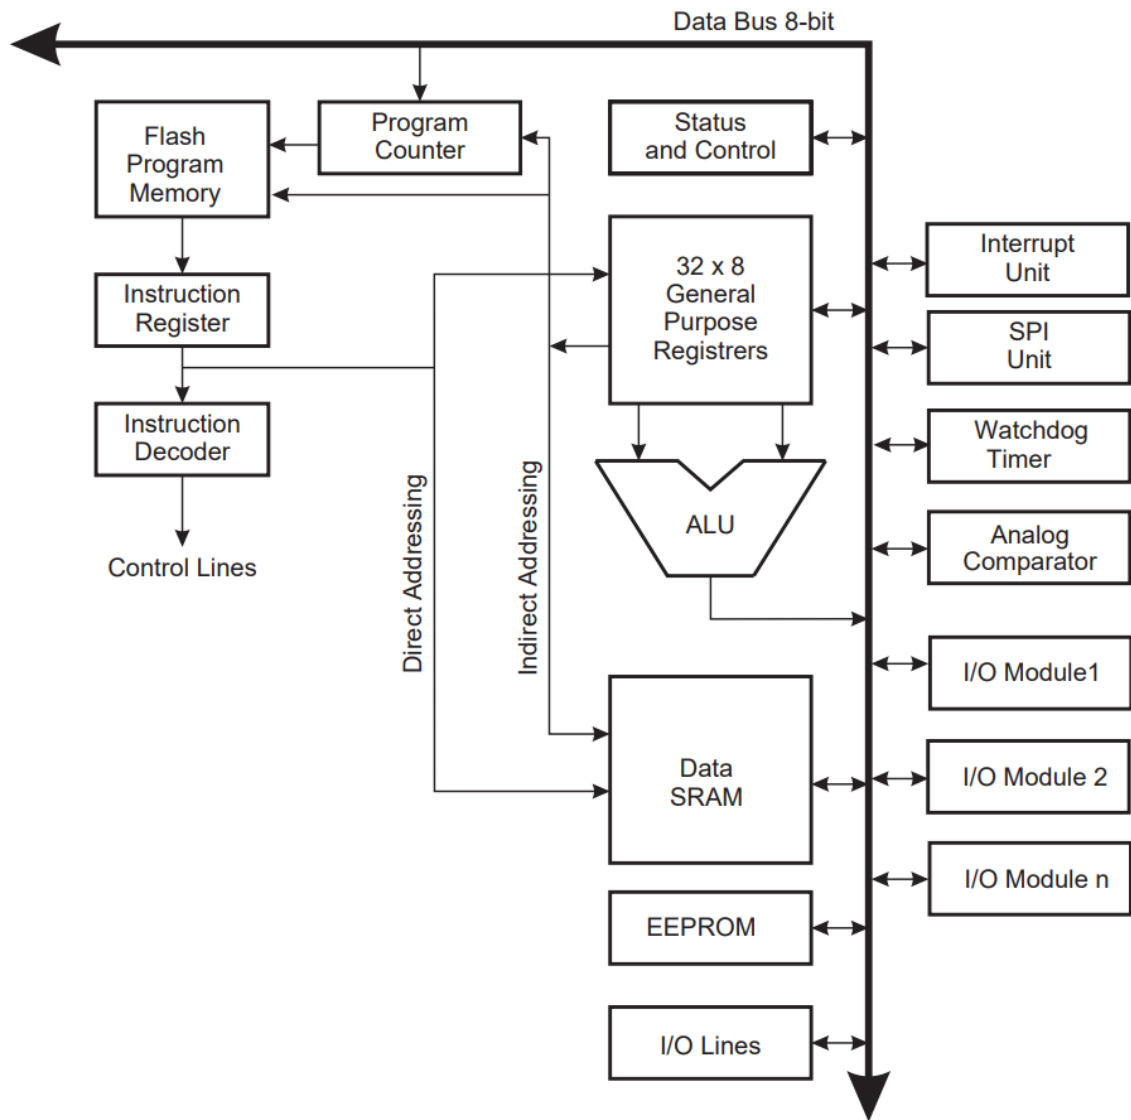 Data Bus 8-bit
Flash
Program
Memory
Program
Counter
Status
and Control
Interrupt
Unit
32 x 8
General
Purpose
Registrers
Instruction
Register
SPI
Unit
Instruction
Decoder
Watchdog
Timer
Direct Addressing
Indirect Addressing
ALU
Analog
Comparator
Control Lines
I/O Module1
Data
SRAM
I/O Module 2
I/O Module n
EEPROM
I/O Lines